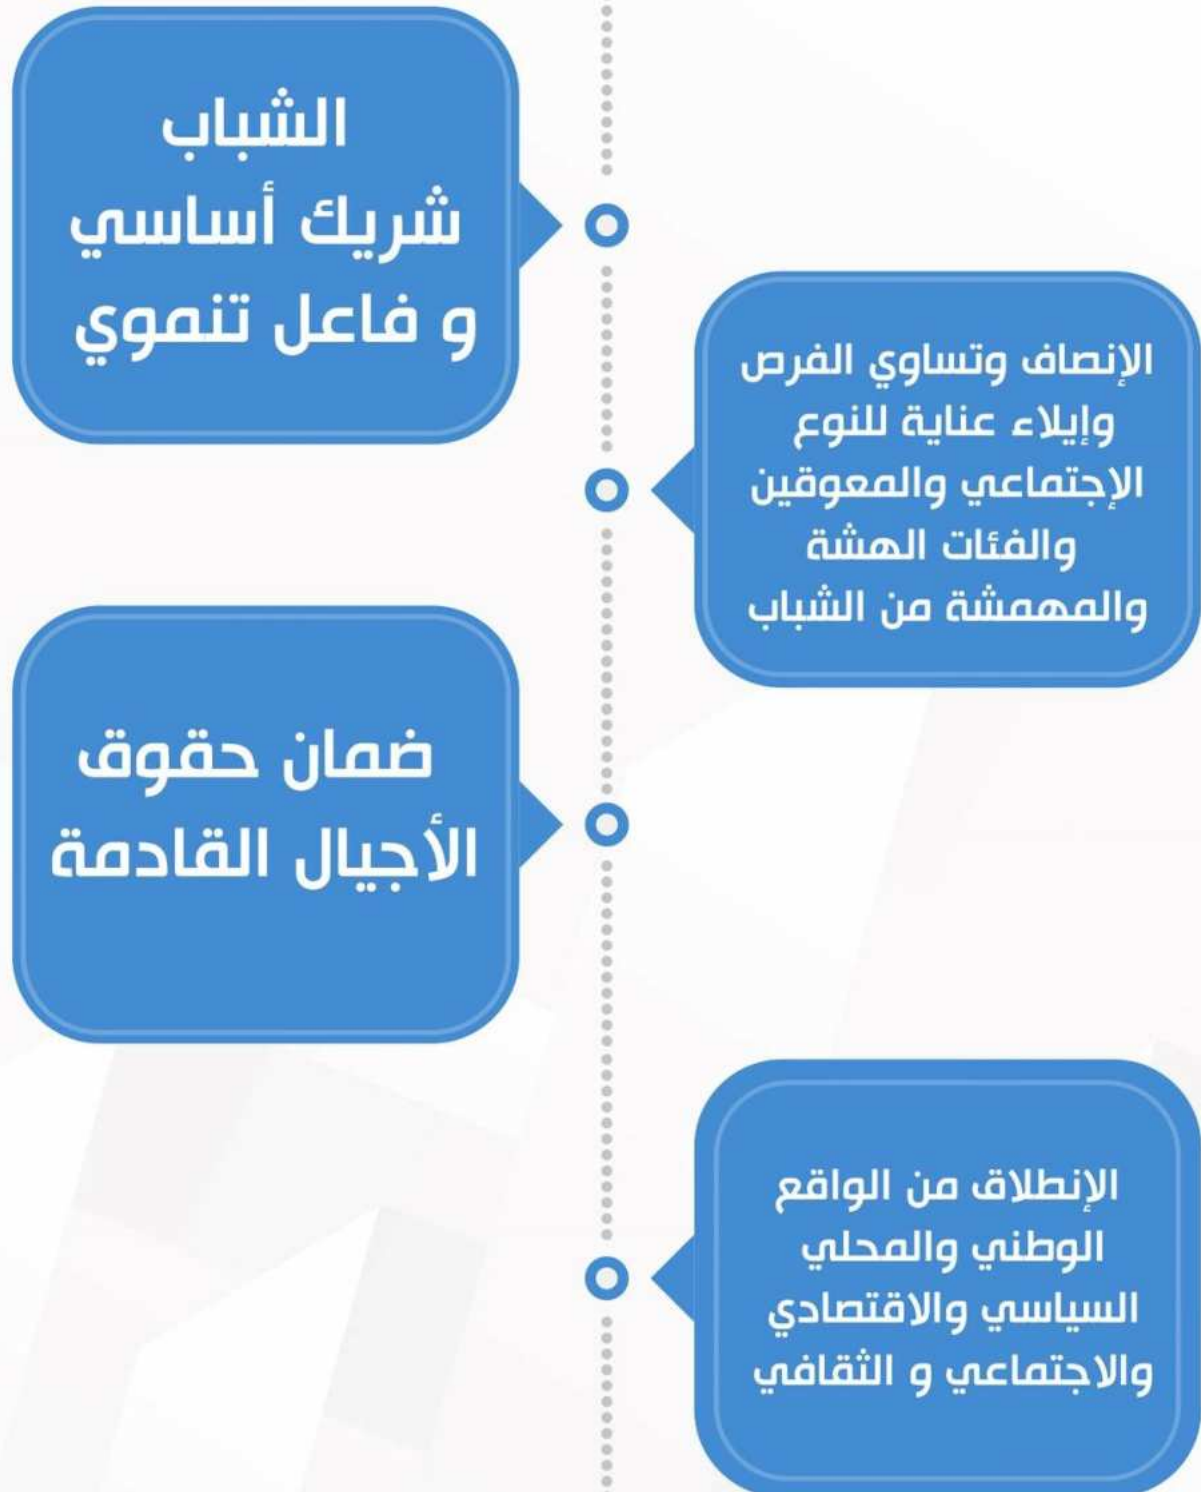 الشباب
شريك أساسي
و فاعل تنموي
الإنصاف وتساوي الفرص
وإيلاء عناية للنوع
الإجتماعي والمعوقين
والفئات الهشة
والمهمشة من الشباب
ضمان حقوق
الأجيال القادمة
الإنطلاق من الواقع
الوطني والمحلي
السياسي والاقتصادي
والاجتماعي و الثقافي